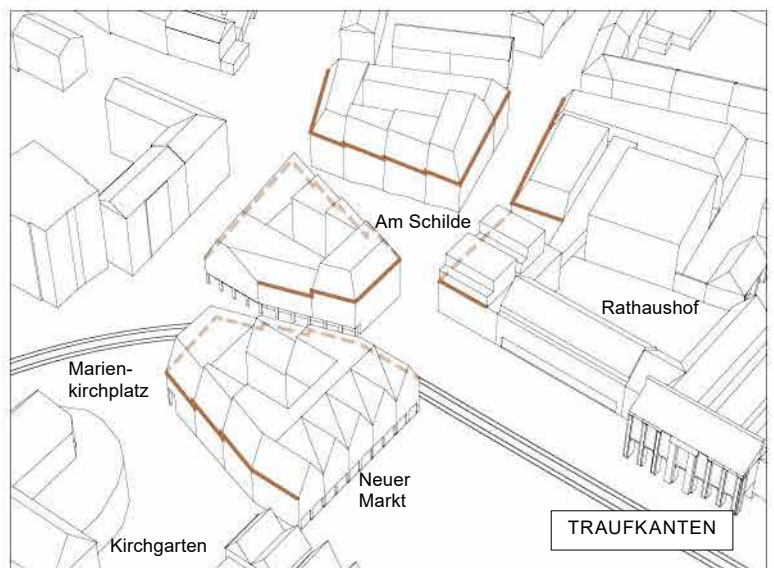 Am Schilde
Rathaushof
Marien-
kirchplatz
Neuer
Markt
TRAUFKANTEN
Kirchgarten